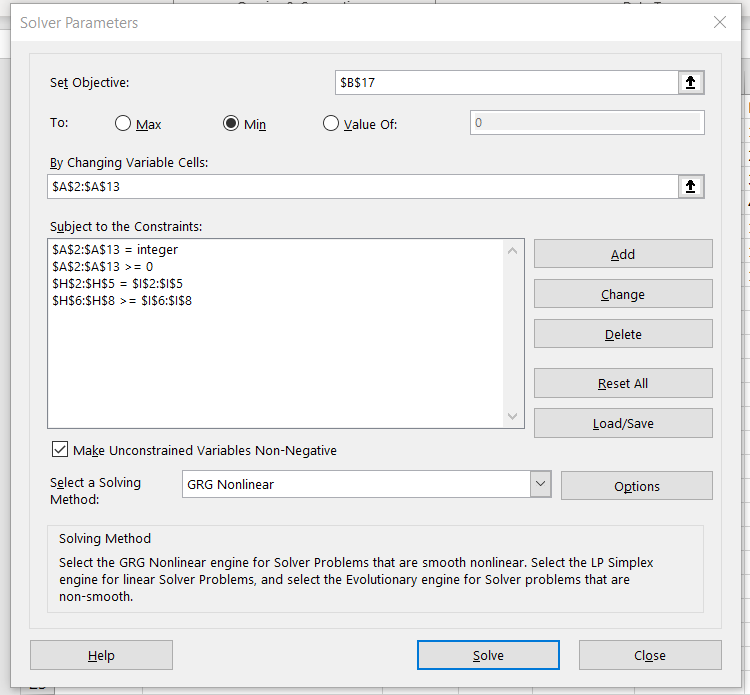 Solver Parameters
Set Objective:
$B$17
To:
Max
Min
Value Of:
0
By Changing Variable Cells:
$A$2:$A$13
Subject to the Constraints:
$A$2:$A$13 = integer
$A$2:$A$13 >= 0
$H$2:$H$5 = $I$2:$I$5
$H$6:$H$8 >= $I$6:$I$8
Add
Change
Delete
Reset All
Load/Save
Make Unconstrained Variables Non-Negative
Select a Solving
Method:
GRG Nonlinear
Options
Solving Method
Select the GRG Nonlinear engine for Solver Problems that are smooth nonlinear. Select the LP Simplex
engine for linear Solver Problems, and select the Evolutionary engine for Solver problems that are
non-smooth.
Help
Solve
Close